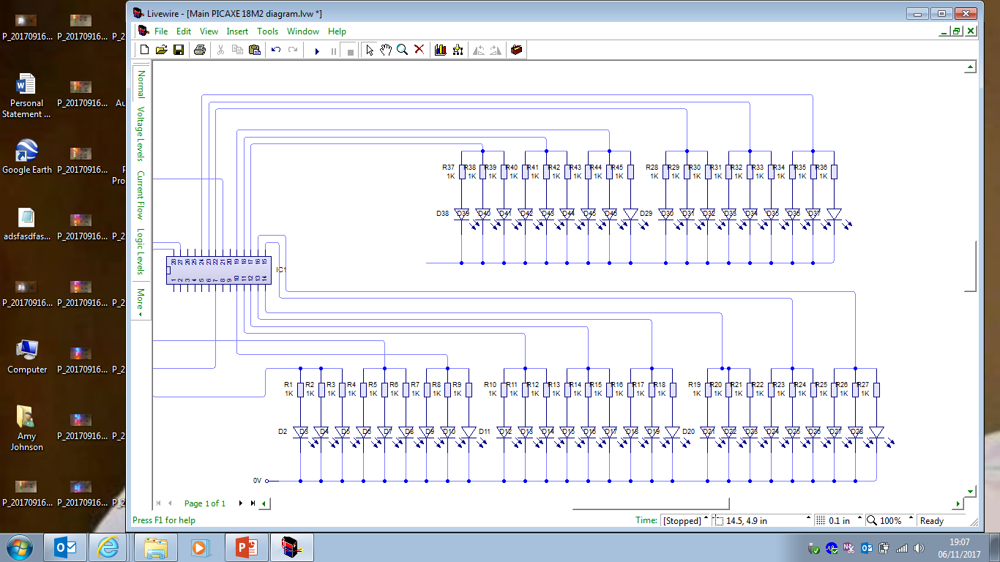 Livewire - [Main PICAXE 18M2 diagram.lvw *]
File Edit View Insert Tools Window Help
P_20170916... P_20170916... P_2
Personal
Statement ...
P_20170916... Au
Google Earth
P_20170916...
Pro
adsfasdfas...
P_20170916... P_2
P_20170916... P_20170916... P_2
Computer
P_20170916... P_2
Amy
Johnson
P_20170916... P_2
P_20170916... P_20170916... P_2
Normal
Voltage Levels
Current Flow
Logic Levels
More
R37 R38 R39 R40 R41 R42 R43 R44 R45 R28 R29 R30 R31 R32 R33 R34 R35 R36
1K 1K 1K 1K 1K 1K 1K 1K 1K 1K 1K 1K 1K 1K 1K 1K 1K 1K
D38 D39 D40 D41 D42 D43 D44 D45 D46 D29 D30 D31 D32 D33 D34 D35 D36 D37
28 27 26 25 24 23 22 21 20 19 18 17 16 15
IC1
1 2 3 4 5 6 7 8 9 10 11 12 13 14
R1 R2 R3 R4 R5 R6 R7 R8 R9 R10 R11 R12 R13 R14 R15 R16 R17 R18 R19 R20 R21 R22 R23 R24 R25 R26 R27
1K 1K 1K 1K 1K 1K 1K 1K 1K 1K 1K 1K 1K 1K 1K 1K 1K 1K 1K 1K 1K 1K 1K 1K 1K 1K 1K
D2 D3 D4 D5 D6 D7 D8 D9 D10 D11 D12 D13 D14 D15 D16 D17 D18 D19 D20 D21 D22 D23 D24 D25 D26 D27 D28
0V
Page 1 of 1
Press F1 for help
Time: [Stopped] 14.5, 4.9 in 0.1 in 100% Ready
19:07
06/11/2017